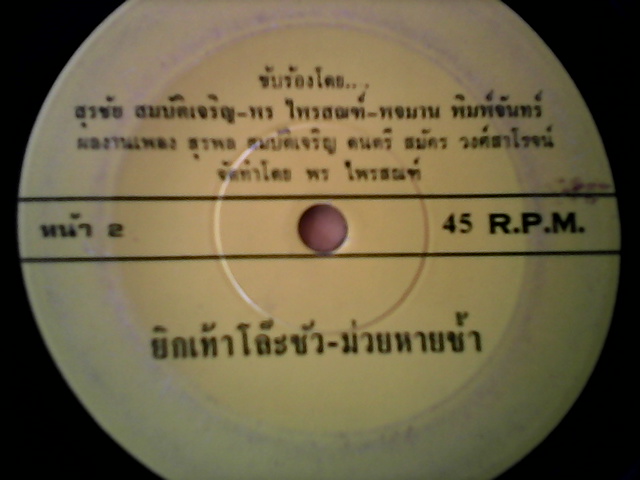 ขับร้องโดย...
สุรชัย สมบัติเจริญ-พร ไพรสณฑ์-พจมาน พิมพ์จันทร์
ผลงานเพลง สุรพล สมบัติเจริญ ดนตรี สมัคร วงศ์สาโรจน์
จัดทำโดย พร ไพรสณฑ์
หน้า 2
45 R.P.M.
ยิกเท้าโล๊ะซัว-ม่วยหายช้ำ